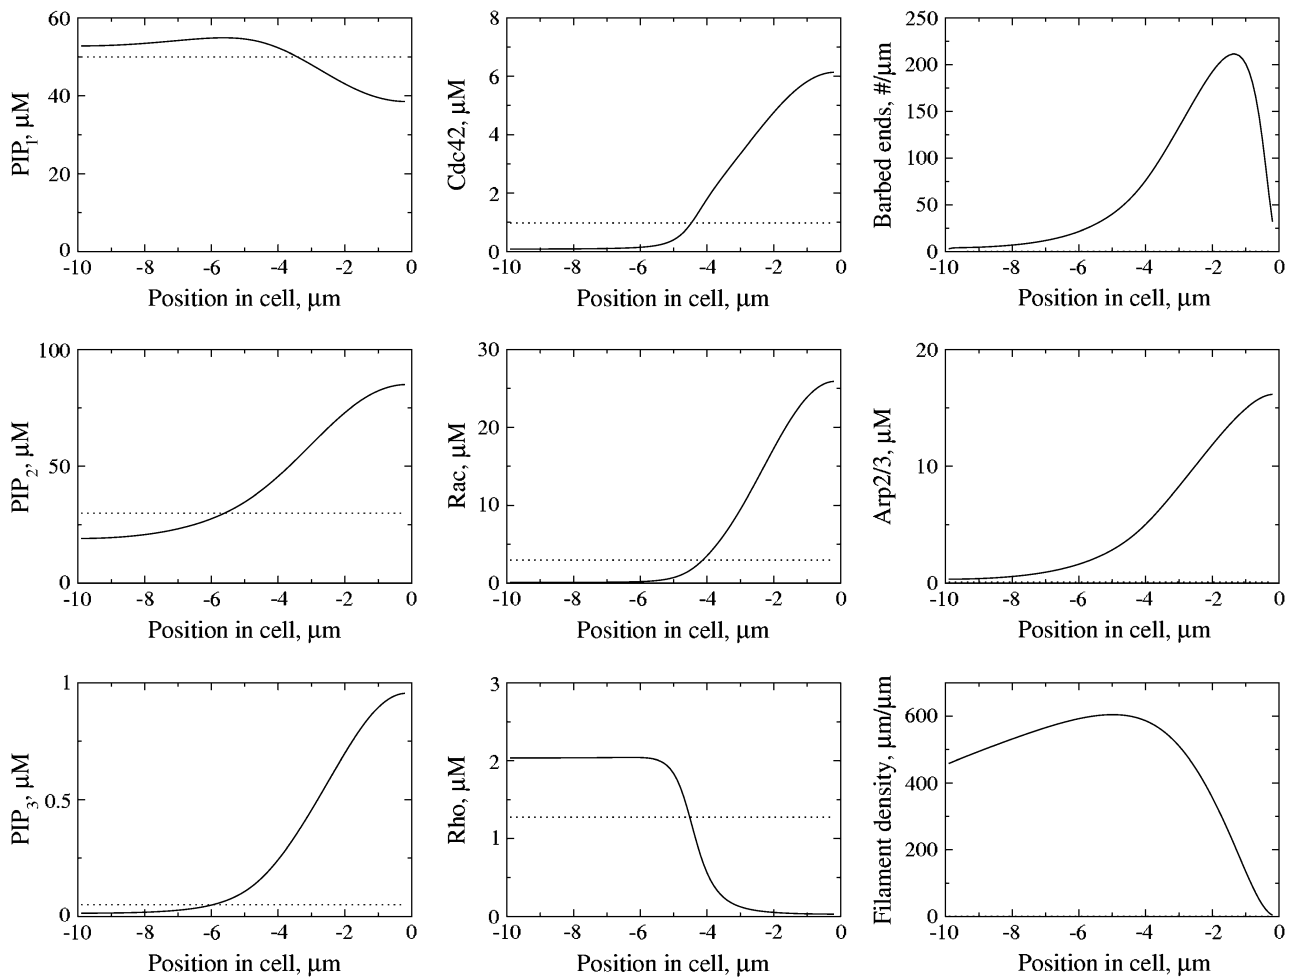 60
40
20
0
PIP1, μM
-10 -8 -6 -4 -2 0
Position in cell, μm
8
6
4
2
0
Cdc42, μM
-10 -8 -6 -4 -2 0
Position in cell, μm
250
200
150
100
50
0
Barbed ends, #/μm
-10 -8 -6 -4 -2 0
Position in cell, μm
100
50
0
PIP2, μM
-10 -8 -6 -4 -2 0
Position in cell, μm
30
20
10
0
Rac, μM
-10 -8 -6 -4 -2 0
Position in cell, μm
20
10
0
Arp2/3, μM
-10 -8 -6 -4 -2 0
Position in cell, μm
1
0.5
0
PIP3, μM
-10 -8 -6 -4 -2 0
Position in cell, μm
3
2
1
0
Rho, μM
-10 -8 -6 -4 -2 0
Position in cell, μm
600
400
200
0
Filament density, μm/μm
-10 -8 -6 -4 -2 0
Position in cell, μm